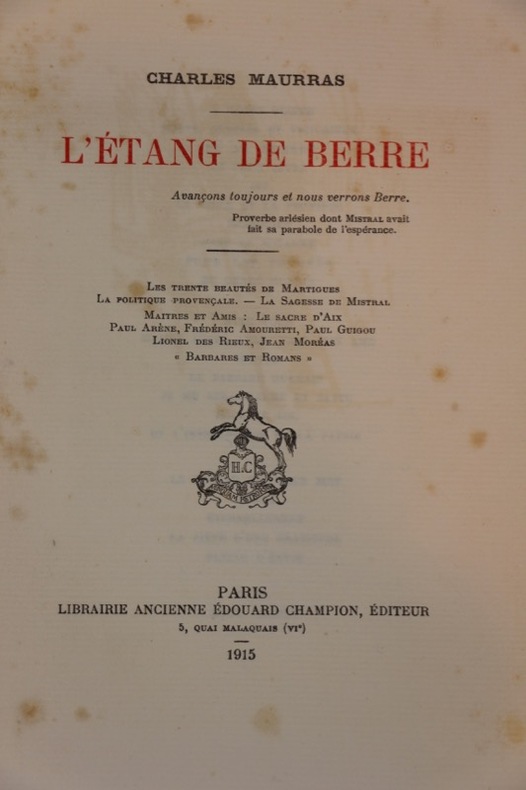 CHARLES MAURRAS
L'ÉTANG DE BERRE
Avançons toujours et nous verrons Berre.
Proverbe arlésien dont MISTRAL avait
fait sa parabole de l'espérance.
LES TRENTE BEAUTÉS DE MARTIGUES
LA POLITIQUE PROVENÇALE. — LA SAGESSE DE MISTRAL
MAITRES ET AMIS : LE SACRE D'AIX
PAUL ARÈNE, FRÉDÉRIC AMOURETTI, PAUL GUIGOU
LIONEL DES RIEUX, JEAN MORÉAS
« BARBARES ET ROMANS »
H&C
PARIS
LIBRAIRIE ANCIENNE ÉDOUARD CHAMPION, ÉDITEUR
5, QUAI MALAQUAIS (VIᵉ)
1915